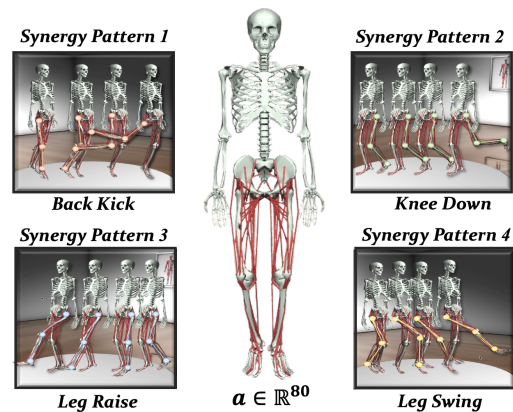 Synergy Pattern 1
Synergy Pattern 2
Back Kick
Knee Down
Synergy Pattern 3
Synergy Pattern 4
Leg Raise
a ∈ ℝ⁸⁰
Leg Swing